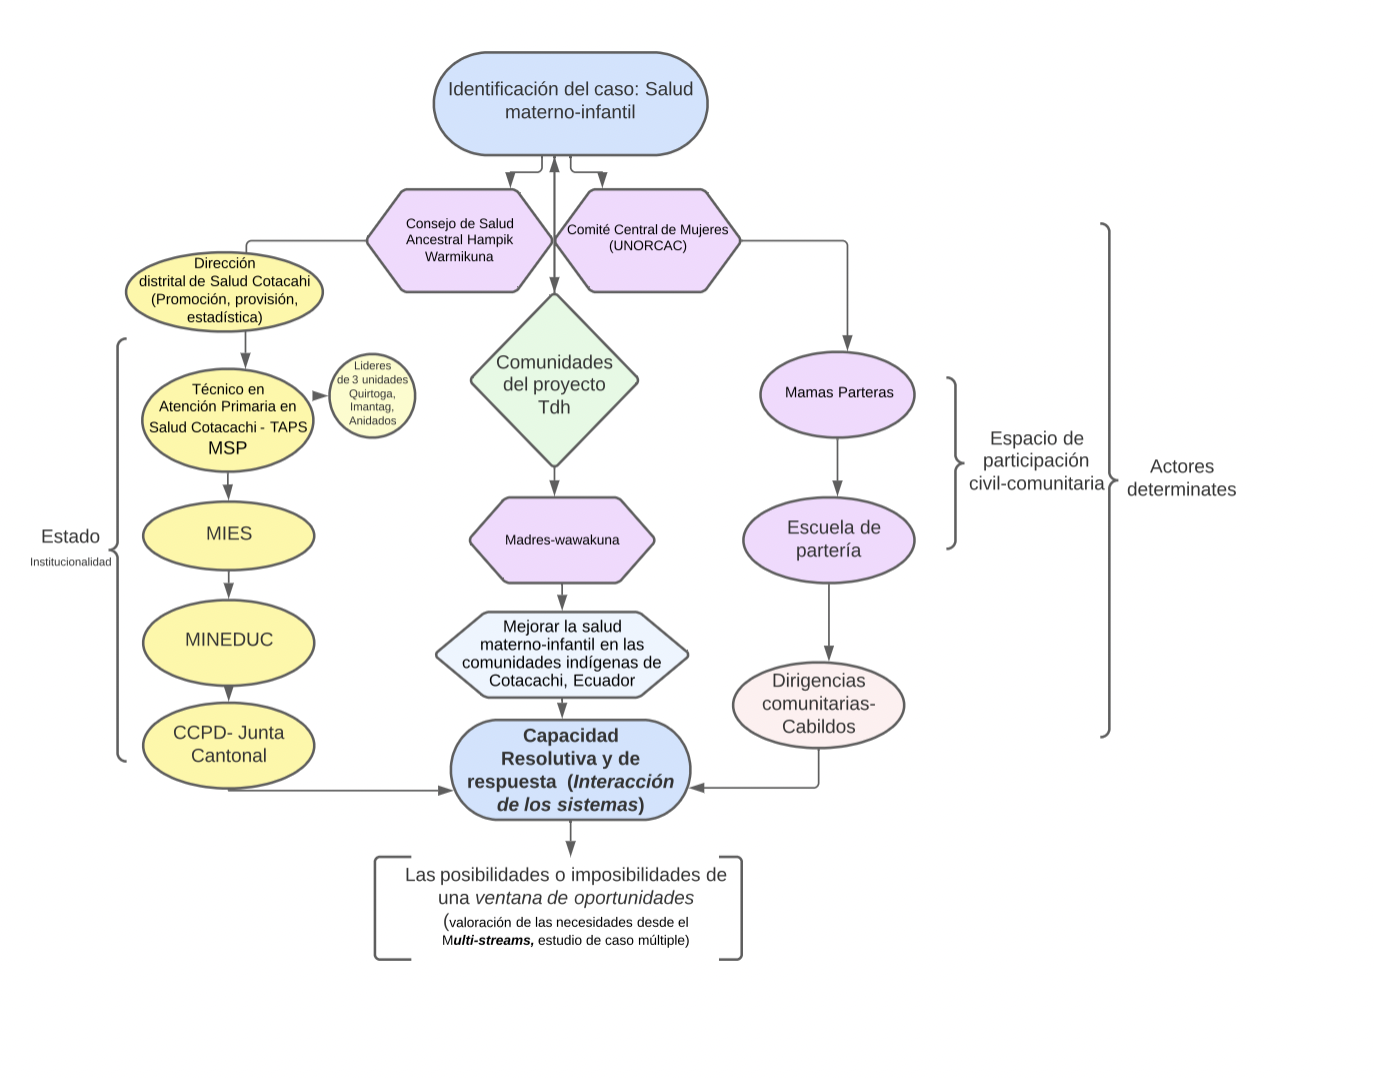 Identificación del caso: Salud
materno-infantil
Consejo de Salud
Ancestral Hampik
Warmikuna
Comité Central de Mujeres
(UNORCAC)
Dirección
distrital de Salud Cotacahi
(Promoción, provisión,
estadística)
Técnico en
Atención Primaria en
Salud Cotacachi - TAPS
MSP
Lideres
de 3 unidades
Quirtoga,
Imantag,
Anidados
Comunidades
del proyecto
Tdh
Mamas Parteras
Espacio de
participación
civil-comunitaria
Actores
determinates
Estado
Institucionalidad
MIES
Madres-wawakuna
Escuela de
partería
MINEDUC
Mejorar la salud
materno-infantil en las
comunidades indígenas de
Cotacachi, Ecuador
Dirigencias
comunitarias-
Cabildos
CCPD- Junta
Cantonal
Capacidad
Resolutiva y de
respuesta (Interacción
de los sistemas)
Las posibilidades o imposibilidades de
una ventana de oportunidades
(valoración de las necesidades desde el
Multi-streams, estudio de caso múltiple)